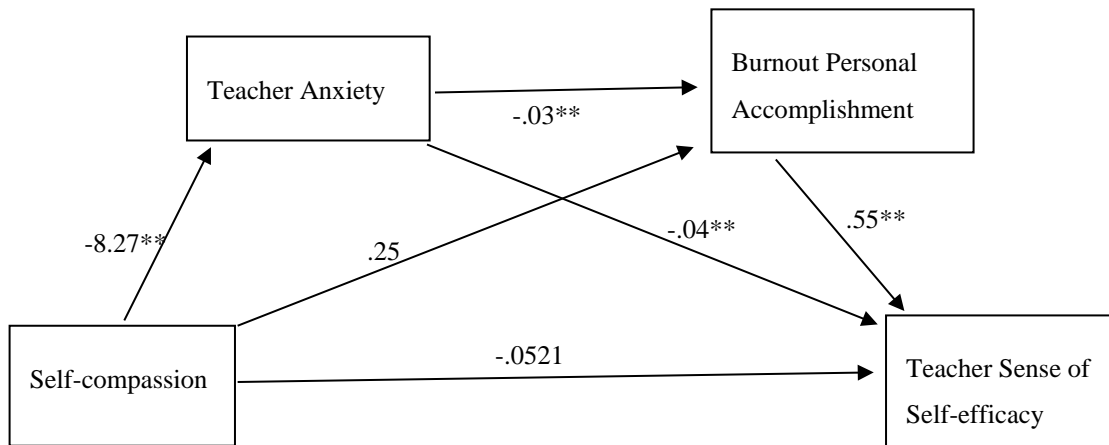 Burnout Personal
Accomplishment
Teacher Anxiety
-.03**
-8.27**
.25
-.04**
.55**
Self-compassion
-.0521
Teacher Sense of
Self-efficacy